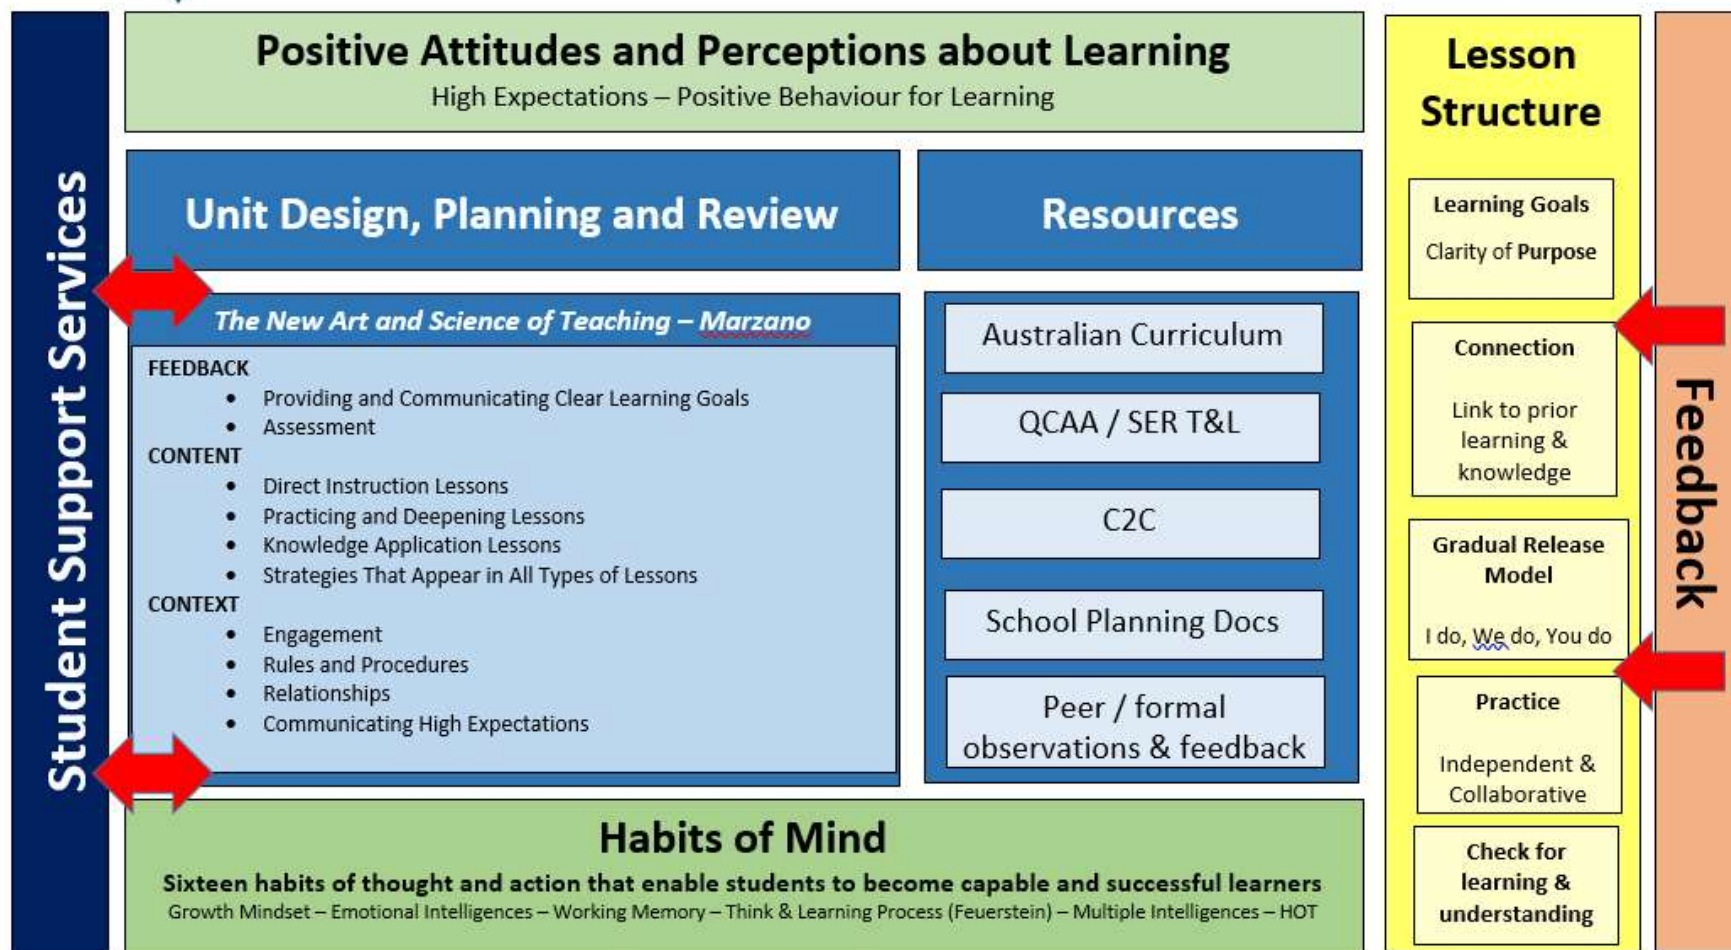 Student Support Services
Positive Attitudes and Perceptions about Learning
High Expectations – Positive Behaviour for Learning
Unit Design, Planning and Review
The New Art and Science of Teaching – Marzano
FEEDBACK
• Providing and Communicating Clear Learning Goals
• Assessment
CONTENT
• Direct Instruction Lessons
• Practicing and Deepening Lessons
• Knowledge Application Lessons
• Strategies That Appear in All Types of Lessons
CONTEXT
• Engagement
• Rules and Procedures
• Relationships
• Communicating High Expectations
Resources
Australian Curriculum
QCAA / SER T&L
C2C
School Planning Docs
Peer / formal
observations & feedback
Habits of Mind
Sixteen habits of thought and action that enable students to become capable and successful learners
Growth Mindset – Emotional Intelligences – Working Memory – Think & Learning Process (Feuerstein) – Multiple Intelligences – HOT
Lesson
Structure
Learning Goals
Clarity of Purpose
Connection
Link to prior
learning &
knowledge
Gradual Release
Model
I do, We do, You do
Practice
Independent &
Collaborative
Check for
learning &
understanding
Feedback